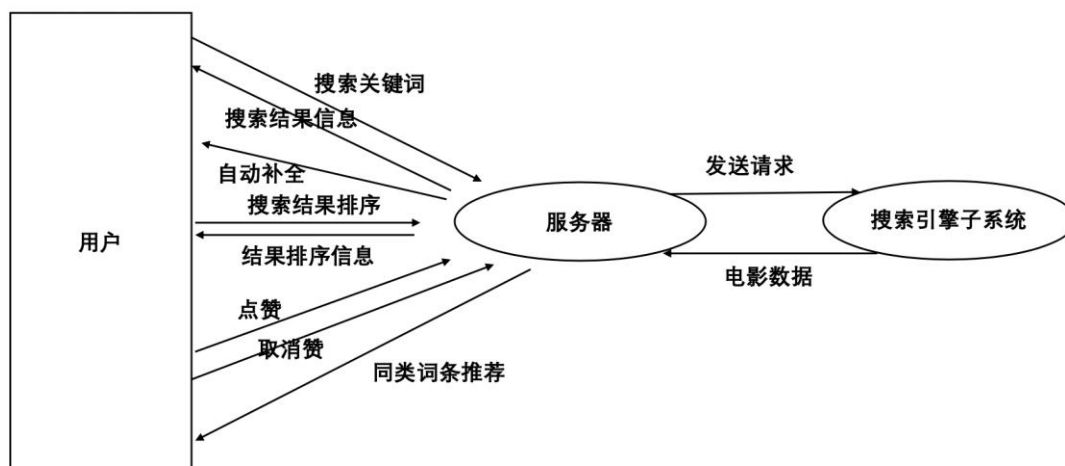 搜索关键词
搜索结果信息
自动补全
发送请求
搜索结果排序
用户
服务器
搜索引擎子系统
结果排序信息
电影数据
点赞
取消赞
同类词条推荐